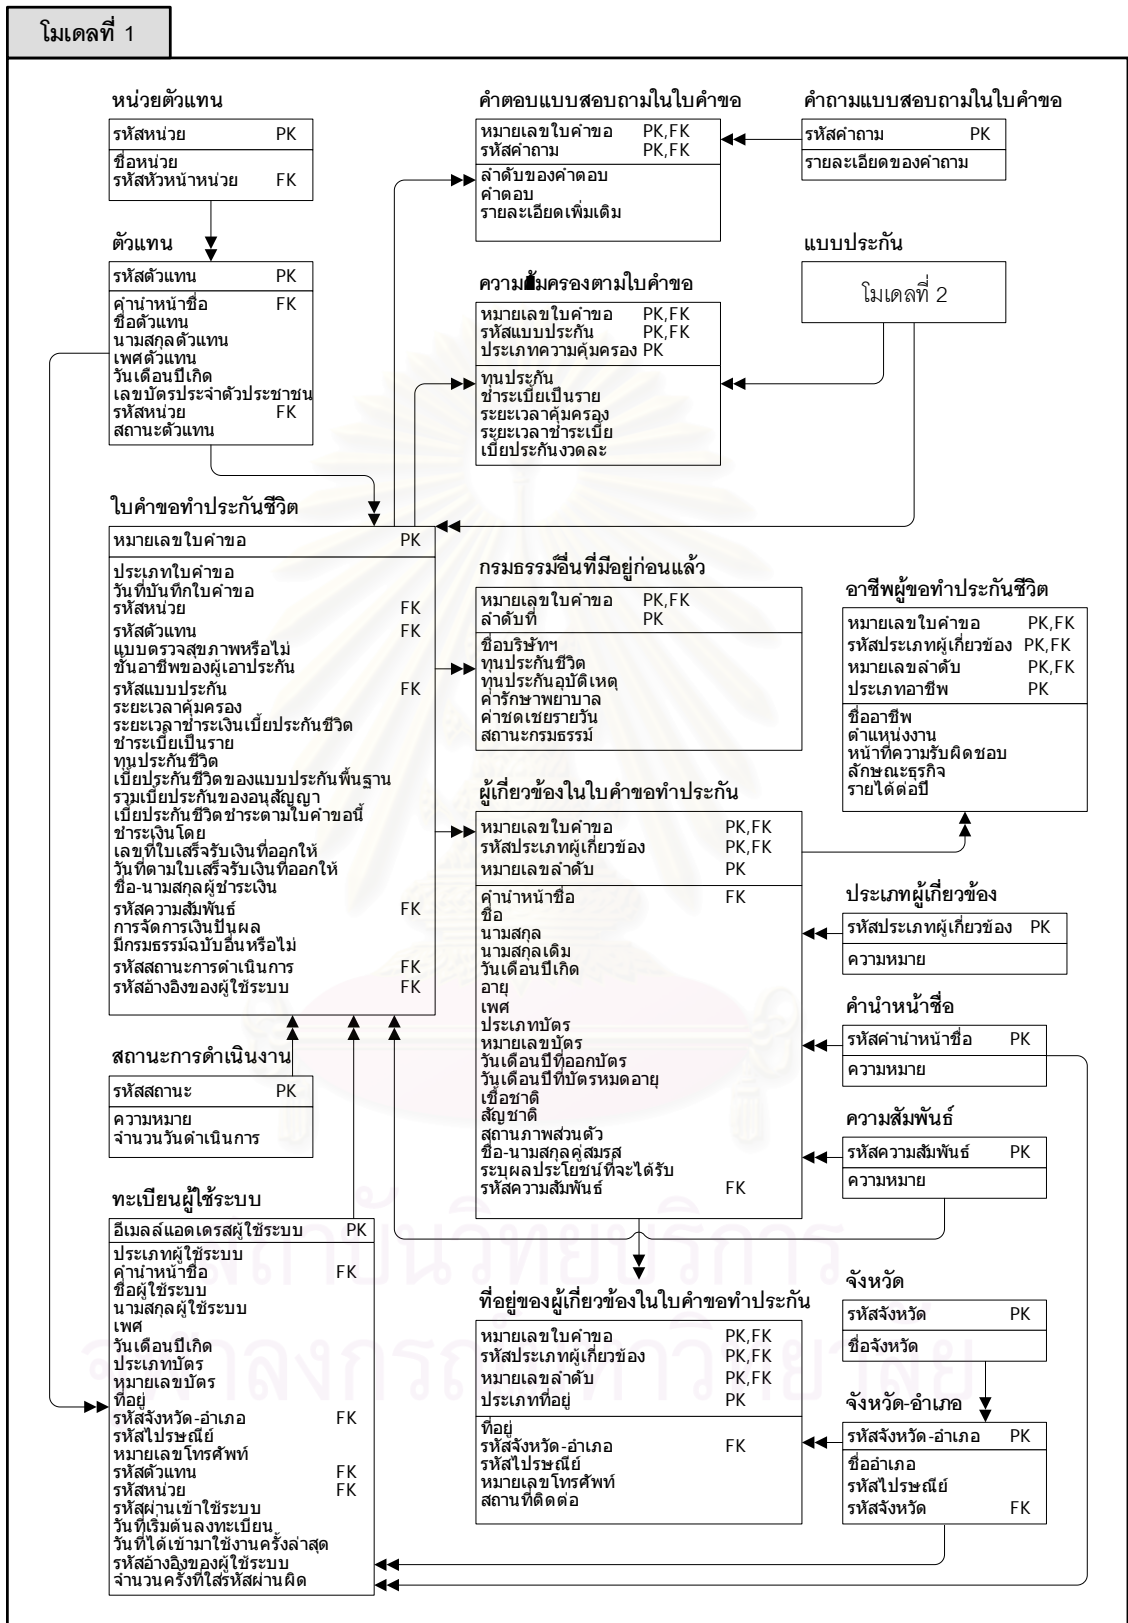 โมเดลที่ 1
หน่วยตัวแทน
รหัสหน่วย PK
ชื่อหน่วย
รหัสหัวหน้าหน่วย FK
ตัวแทน
รหัสตัวแทน PK
คำนำหน้าชื่อ FK
ชื่อตัวแทน
นามสกุลตัวแทน
เพศตัวแทน
วันเดือนปีเกิด
เลขบัตรประจำตัวประชาชน
รหัสหน่วย FK
สถานะตัวแทน
ใบคำขอทำประกันชีวิต
หมายเลขใบคำขอ PK
ประเภทใบคำขอ
วันที่บันทึกใบคำขอ
รหัสหน่วย FK
รหัสตัวแทน FK
แบบตรวจสุขภาพหรือไม่
ชั้นอาชีพของผู้เอาประกัน
รหัสแบบประกัน FK
ระยะเวลาคุ้มครอง
ระยะเวลาชำระเงินเบี้ยประกันชีวิต
ชำระเบี้ยเป็นราย
ทุนประกันชีวิต
เบี้ยประกันชีวิตของแบบประกันพื้นฐาน
รวมเบี้ยประกันของอนุสัญญา
เบี้ยประกันชีวิตชำระตามใบคำขอนี้
ชำระเงินโดย
เลขที่ใบเสร็จรับเงินที่ออกให้
วันที่ตามใบเสร็จรับเงินที่ออกให้
ชื่อ-นามสกุลผู้ชำระเงิน
รหัสความสัมพันธ์ FK
การจัดการเงินปันผล
มีกรมธรรม์ฉบับอื่นหรือไม่
รหัสสถานะการดำเนินการ FK
รหัสอ้างอิงของผู้ใช้ระบบ FK
สถานะการดำเนินงาน
รหัสสถานะ PK
ความหมาย
จำนวนวันดำเนินการ
ทะเบียนผู้ใช้ระบบ
อีเมลล์แอดเดรสผู้ใช้ระบบ PK
ประเภทผู้ใช้ระบบ
คำนำหน้าชื่อ FK
ชื่อผู้ใช้ระบบ
นามสกุลผู้ใช้ระบบ
เพศ
วันเดือนปีเกิด
ประเภทบัตร
หมายเลขบัตร
ที่อยู่
รหัสจังหวัด-อำเภอ FK
รหัสไปรษณีย์
หมายเลขโทรศัพท์
รหัสตัวแทน FK
รหัสหน่วย FK
รหัสผ่านเข้าใช้ระบบ
วันที่เริ่มต้นลงทะเบียน
วันที่ได้เข้ามาใช้งานครั้งล่าสุด
รหัสอ้างอิงของผู้ใช้ระบบ
จำนวนครั้งที่ใส่รหัสผ่านผิด
คำตอบแบบสอบถามในใบคำขอ
หมายเลขใบคำขอ PK,FK
รหัสคำถาม PK,FK
ลำดับของคำตอบ
คำตอบ
รายละเอียดเพิ่มเติม
ความคุ้มครองตามใบคำขอ
หมายเลขใบคำขอ PK,FK
รหัสแบบประกัน PK,FK
ประเภทความคุ้มครอง PK
ทุนประกัน
ชำระเบี้ยเป็นราย
ระยะเวลาคุ้มครอง
ระยะเวลาชำระเบี้ย
เบี้ยประกันงวดละ
กรมธรรม์อื่นที่มีอยู่ก่อนแล้ว
หมายเลขใบคำขอ PK,FK
ลำดับที่ PK
ชื่อบริษัทฯ
ทุนประกันชีวิต
ทุนประกันอุบัติเหตุ
ค่ารักษาพยาบาล
ค่าชดเชยรายวัน
สถานะกรมธรรม์
ผู้เกี่ยวข้องในใบคำขอทำประกัน
หมายเลขใบคำขอ PK,FK
รหัสประเภทผู้เกี่ยวข้อง PK,FK
หมายเลขลำดับ PK
คำนำหน้าชื่อ FK
ชื่อ
นามสกุล
นามสกุลเดิม
วันเดือนปีเกิด
อายุ
เพศ
ประเภทบัตร
หมายเลขบัตร
วันเดือนปีที่ออกบัตร
วันเดือนปีที่บัตรหมดอายุ
เชื้อชาติ
สัญชาติ
สถานภาพส่วนตัว
ชื่อ-นามสกุลคู่สมรส
ระบุผลประโยชน์ที่จะได้รับ
รหัสความสัมพันธ์ FK
ที่อยู่ของผู้เกี่ยวข้องในใบคำขอทำประกัน
หมายเลขใบคำขอ PK,FK
รหัสประเภทผู้เกี่ยวข้อง PK,FK
หมายเลขลำดับ PK,FK
ประเภทที่อยู่ PK
ที่อยู่
รหัสจังหวัด-อำเภอ FK
รหัสไปรษณีย์
หมายเลขโทรศัพท์
สถานที่ติดต่อ
คำถามแบบสอบถามในใบคำขอ
รหัสคำถาม PK
รายละเอียดของคำถาม
แบบประกัน
โมเดลที่ 2
อาชีพผู้ขอทำประกันชีวิต
หมายเลขใบคำขอ PK,FK
รหัสประเภทผู้เกี่ยวข้อง PK,FK
หมายเลขลำดับ PK,FK
ประเภทอาชีพ PK
ชื่ออาชีพ
ตำแหน่งงาน
หน้าที่ความรับผิดชอบ
ลักษณะธุรกิจ
รายได้ต่อปี
ประเภทผู้เกี่ยวข้อง
รหัสประเภทผู้เกี่ยวข้อง PK
ความหมาย
คำนำหน้าชื่อ
รหัสคำนำหน้าชื่อ PK
ความหมาย
ความสัมพันธ์
รหัสความสัมพันธ์ PK
ความหมาย
จังหวัด
รหัสจังหวัด PK
ชื่อจังหวัด
จังหวัด-อำเภอ
รหัสจังหวัด-อำเภอ PK
ชื่ออำเภอ
รหัสไปรษณีย์
รหัสจังหวัด FK
สถาบันวิทยบริการ
จุฬาลงกรณ์มหาวิทยาลัย